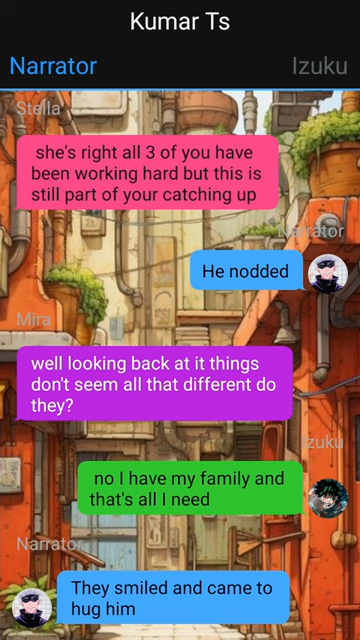 Kumar Ts
Narrator Izuku
Stella
she's right all 3 of you have
been working hard but this is
still part of your catching up
Narrator
He nodded
Mira
well looking back at it things
don't seem all that different do
they?
Izuku
no I have my family and
that's all I need
Narrator
They smiled and came to
hug him